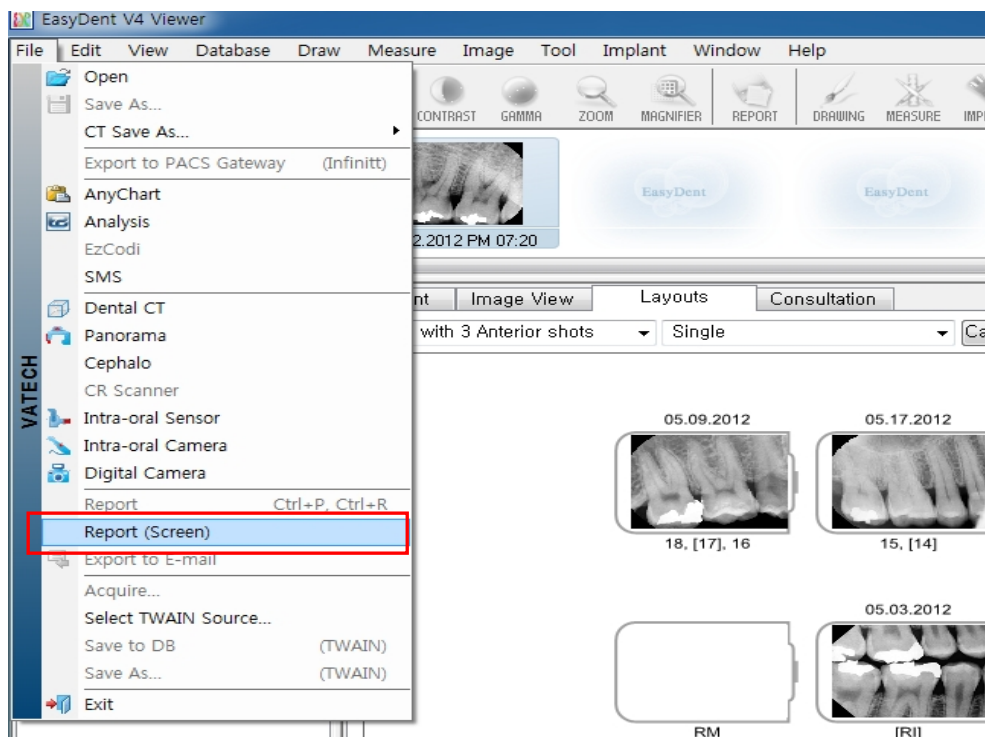 EasyDent V4 Viewer
File Edit View Database Draw Measure Image Tool Implant Window Help
Open
Save As...
CT Save As...
Export to PACS Gateway (Infinitt)
AnyChart
Analysis
EzCodi
SMS
Dental CT
Panorama
Cephalo
CR Scanner
Intra-oral Sensor
Intra-oral Camera
Digital Camera
Report Ctrl+P, Ctrl+R
Report (Screen)
Export to E-mail
Acquire...
Select TWAIN Source...
Save to DB (TWAIN)
Save As... (TWAIN)
Exit
VATECH
CONTRAST GAMMA ZOOM MAGNIFIER REPORT DRAWING MEASURE
EasyDent EasyDent
2.2012 PM 07:20
Image View Layouts Consultation
with 3 Anterior shots Single
05.09.2012 05.17.2012
18, [17], 16 15, [14]
05.03.2012
RM [RI]